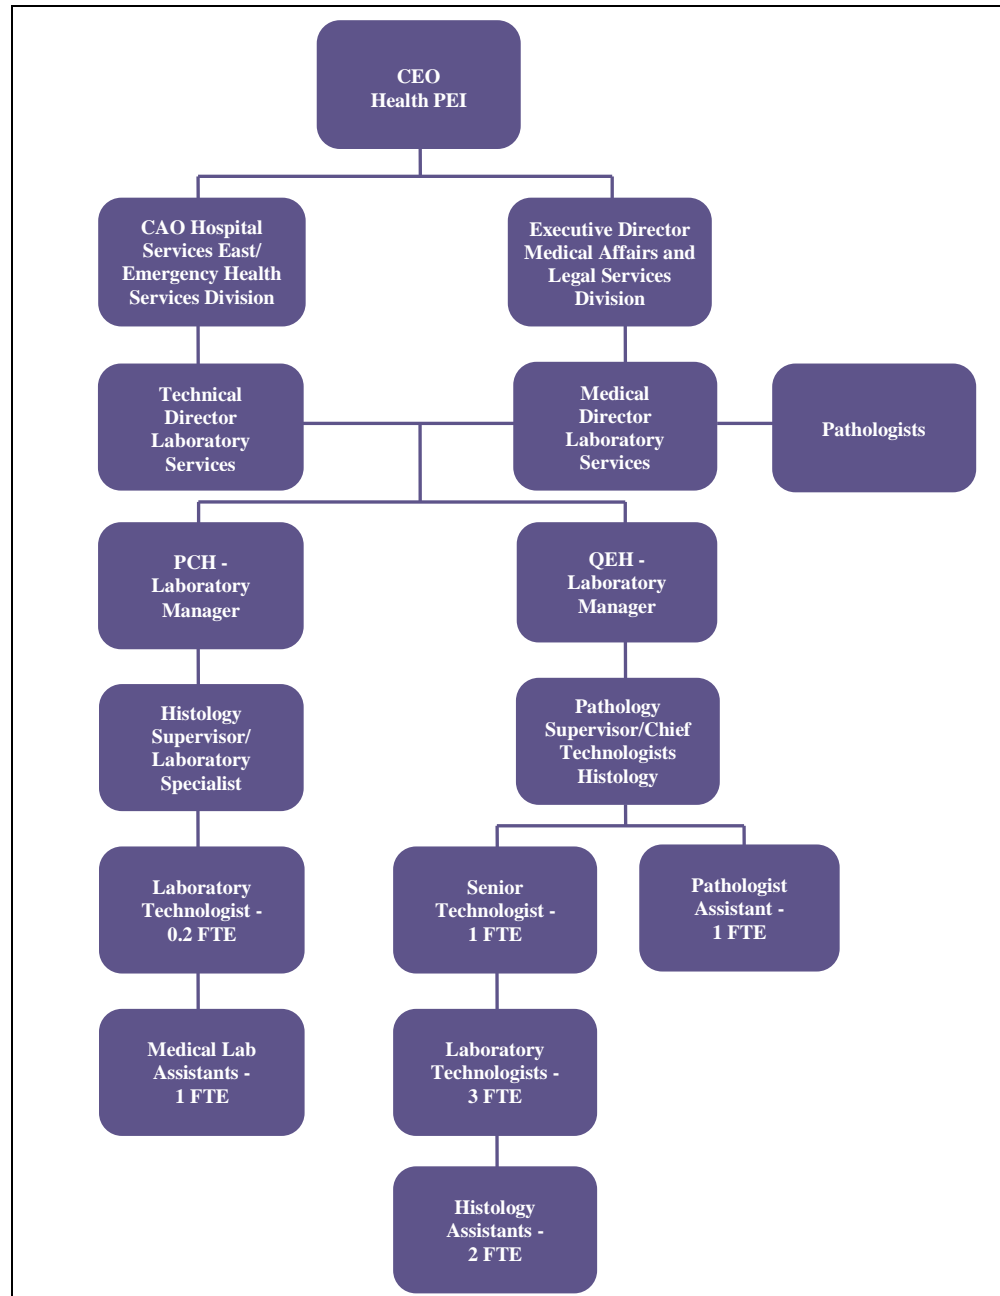 CEO
Health PEI
CAO Hospital
Services East/
Emergency Health
Services Division
Executive Director
Medical Affairs and
Legal Services
Division
Technical
Director
Laboratory
Services
Medical
Director
Laboratory
Services
Pathologists
PCH -
Laboratory
Manager
QEH -
Laboratory
Manager
Histology
Supervisor/
Laboratory
Specialist
Pathology
Supervisor/Chief
Technologists
Histology
Laboratory
Technologist -
0.2 FTE
Senior
Technologist -
1 FTE
Pathologist
Assistant -
1 FTE
Medical Lab
Assistants -
1 FTE
Laboratory
Technologists -
3 FTE
Histology
Assistants -
2 FTE